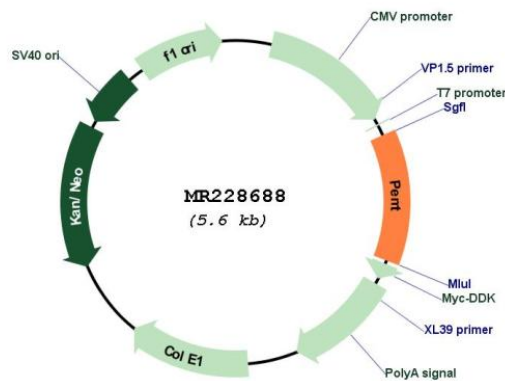 CMV promoter
VP1.5 primer
T7 promoter
SgfI
Pemt
MluI
Myc-DDK
XL39 primer
PolyA signal
Col E1
Kan/ Neo
SV40 ori
f1 ori
MR228688
(5.6 kb)